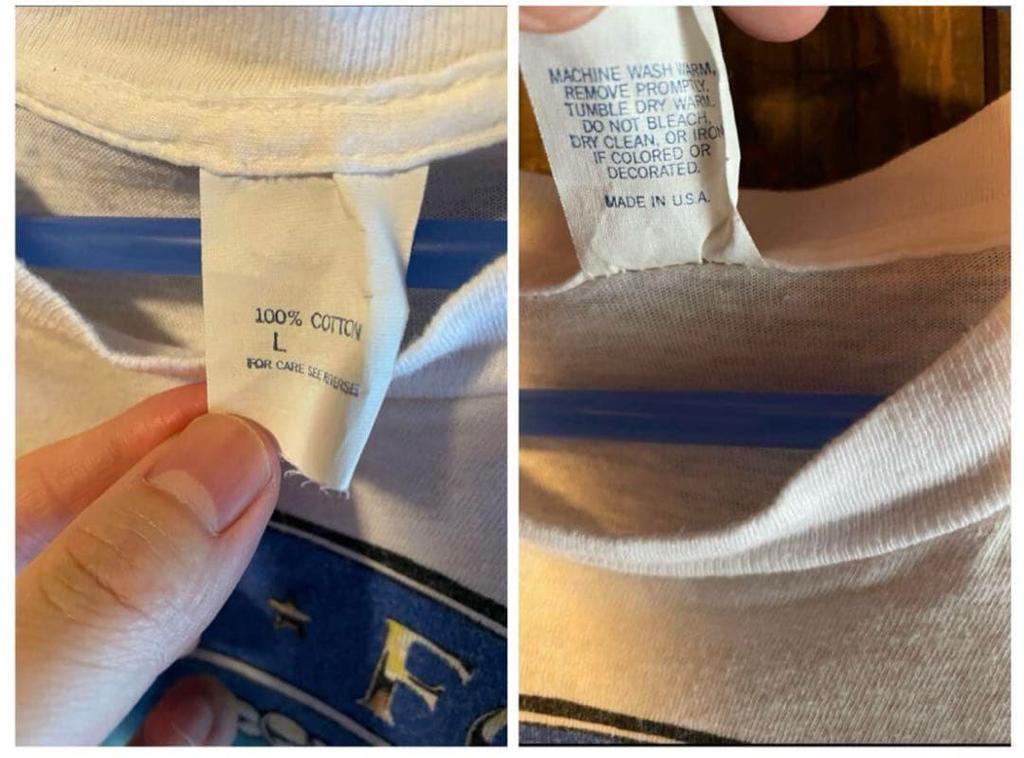 100% COTTON
L
FOR CARE SEE REVERSE
F
MACHINE WASH WARM,
REMOVE PROMPTLY.
TUMBLE DRY WARM.
DO NOT BLEACH,
DRY CLEAN, OR IRON
IF COLORED OR
DECORATED.
MADE IN U.S.A.